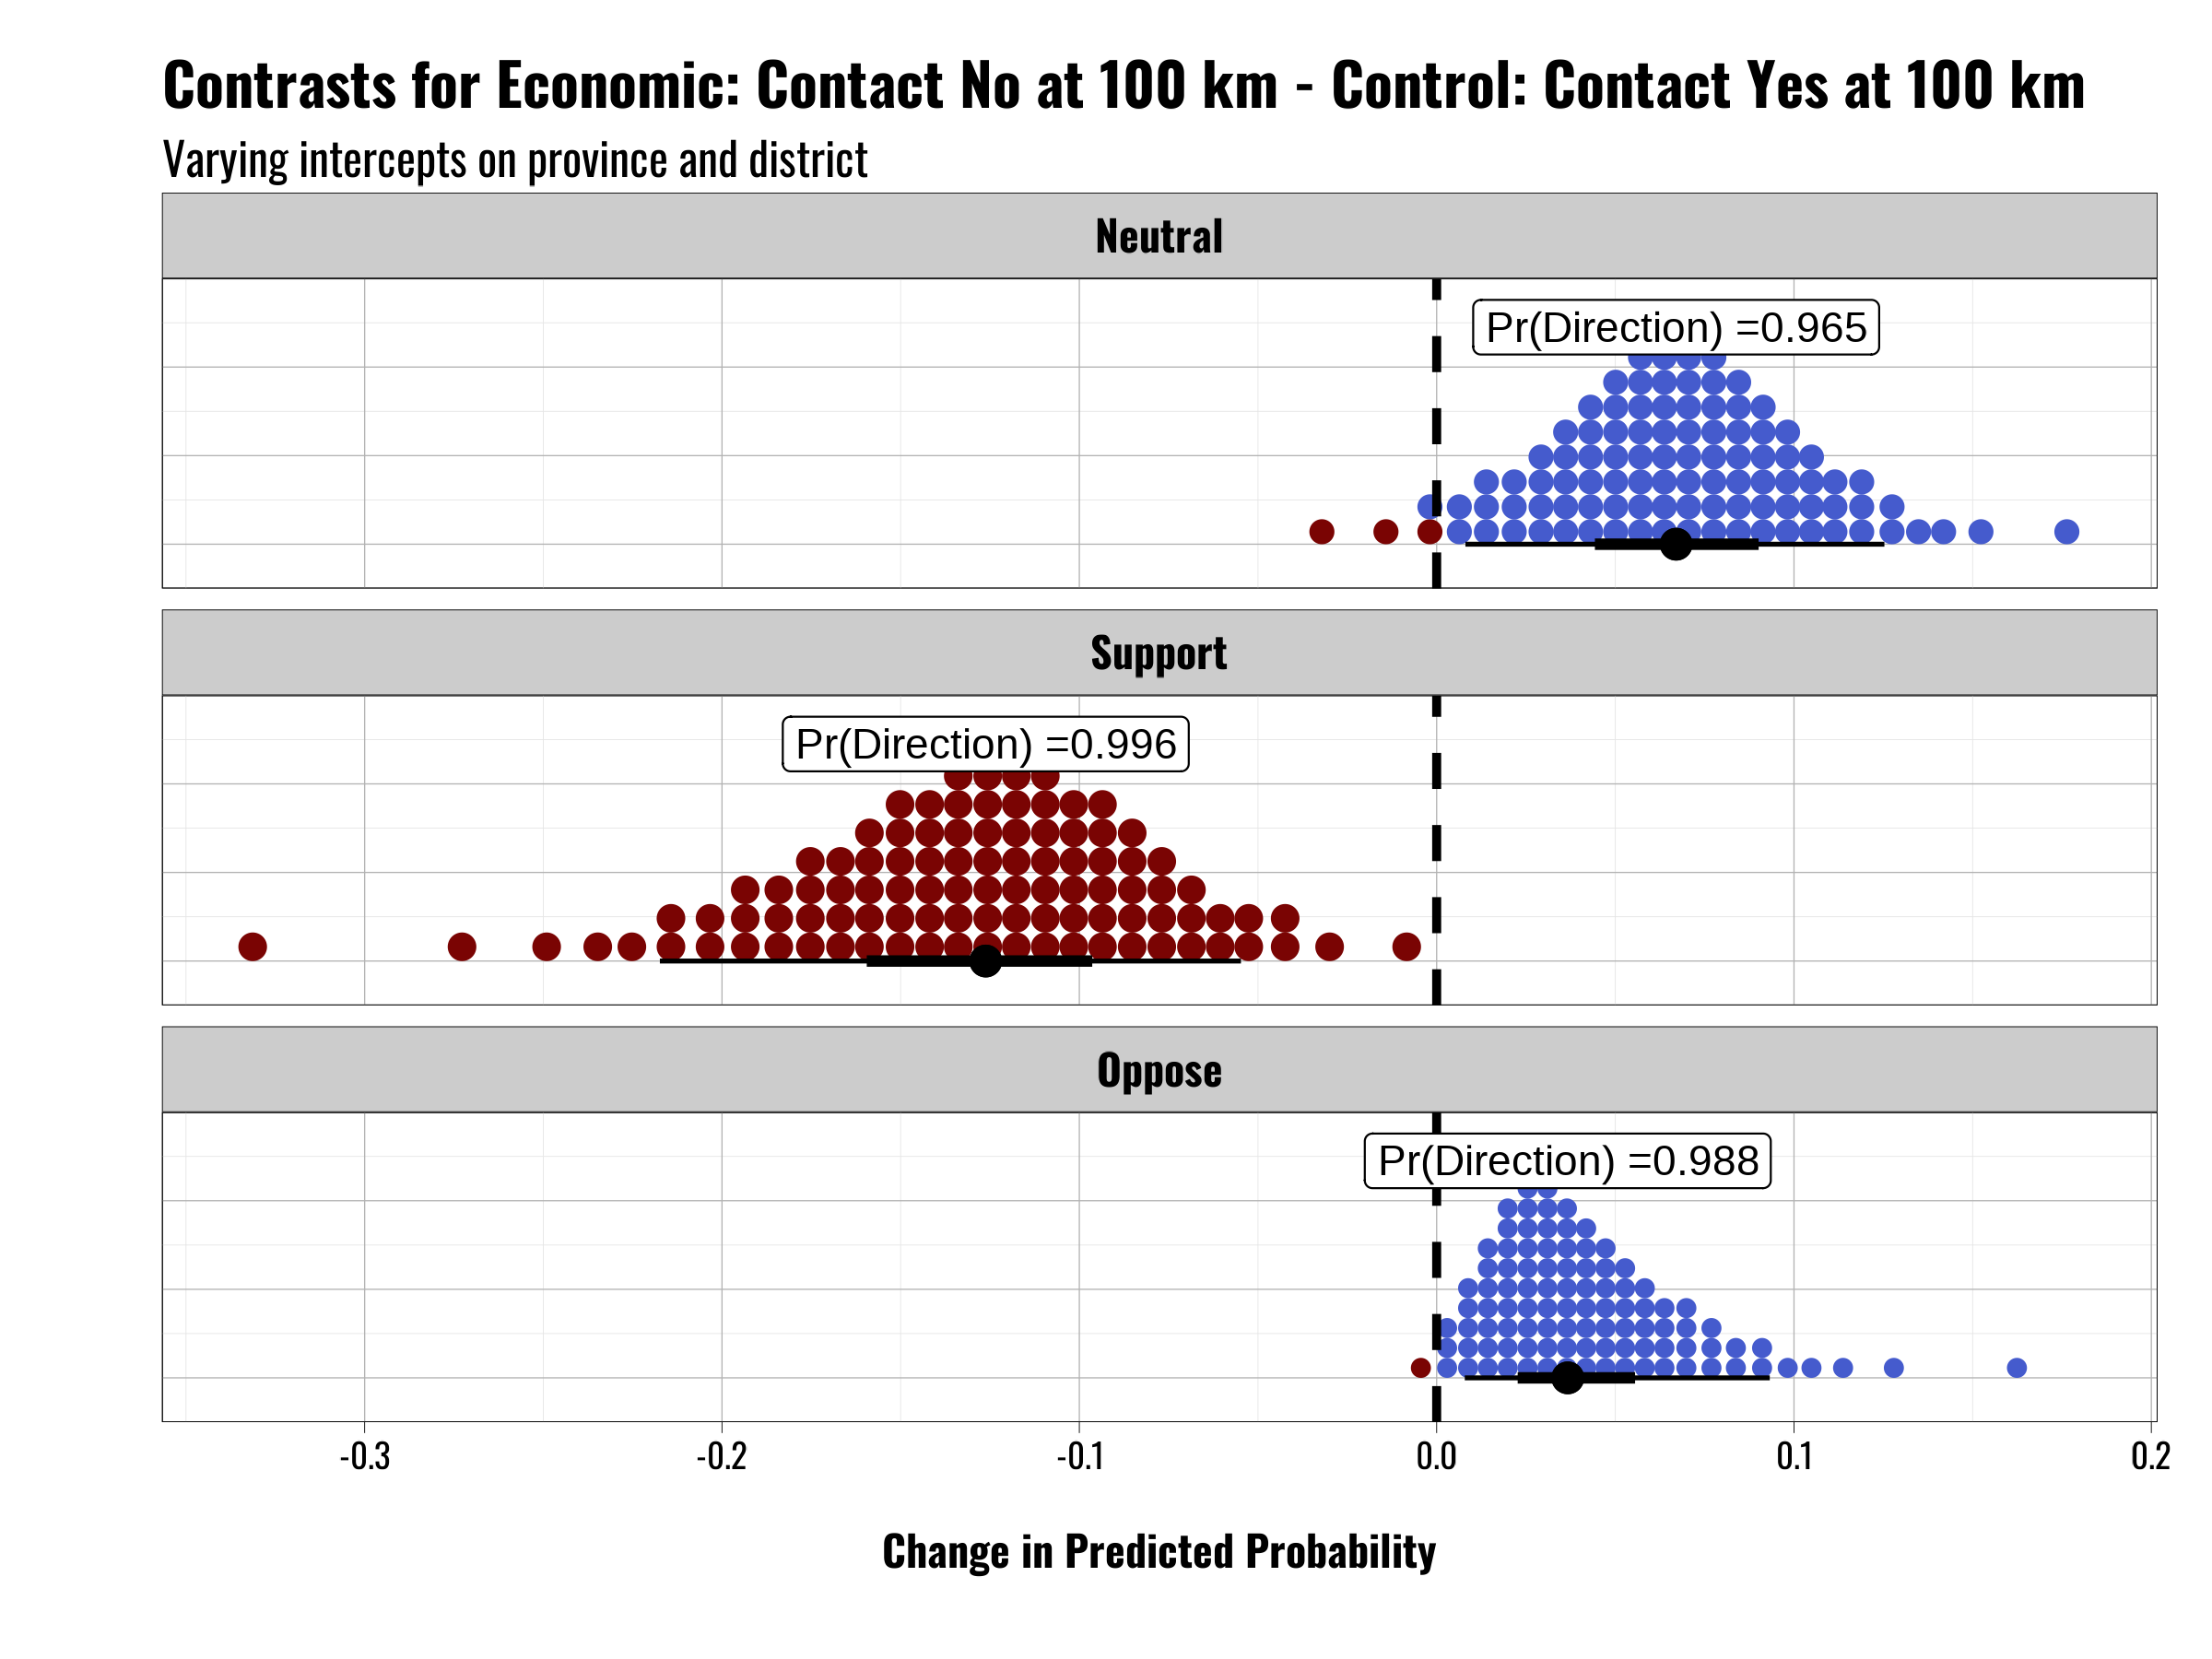 Contrasts for Economic: Contact No at 100 km - Control: Contact Yes at 100 km
Varying intercepts on province and district
Neutral
Pr(Direction) =0.965
Support
Pr(Direction) =0.996
Oppose
Pr(Direction) =0.988
-0.3 -0.2 -0.1 0.0 0.1 0.2
Change in Predicted Probability